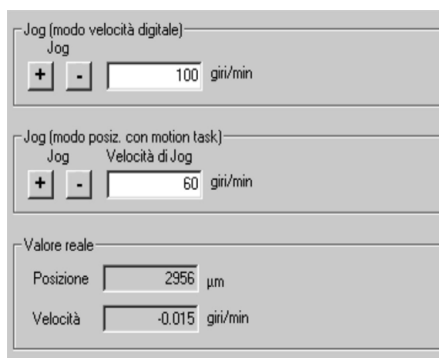 Jog (modo velocità digitale)
Jog
+ - 100 giri/min
Jog (modo posiz. con motion task)
Jog Velocità di Jog
+ - 60 giri/min
Valore reale
Posizione 2956 µm
Velocità -0.015 giri/min